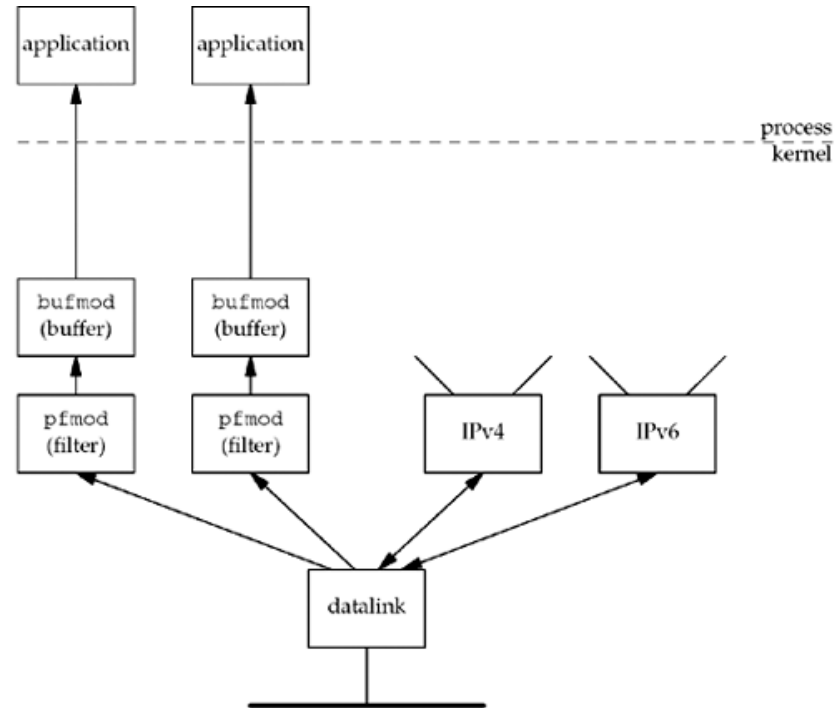 application
application
process
kernel
bufmod
(buffer)
bufmod
(buffer)
pfmod
(filter)
pfmod
(filter)
IPv4
IPv6
datalink